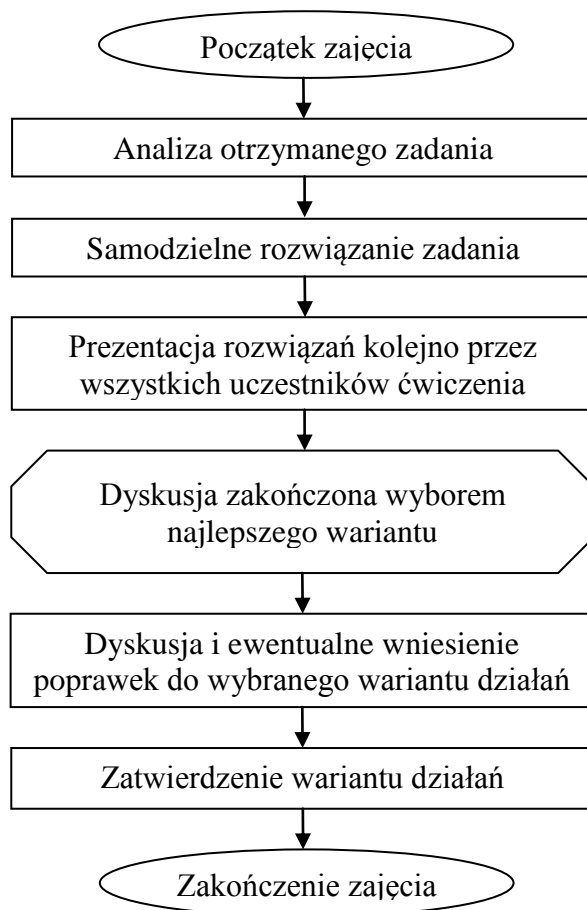 Początek zajęcia
Analiza otrzymanego zadania
Samodzielne rozwiązanie zadania
Prezentacja rozwiązań kolejno przez
wszystkich uczestników ćwiczenia
Dyskusja zakończona wyborem
najlepszego wariantu
Dyskusja i ewentualne wniesienie
poprawek do wybranego wariantu działań
Zatwierdzenie wariantu działań
Zakończenie zajęcia